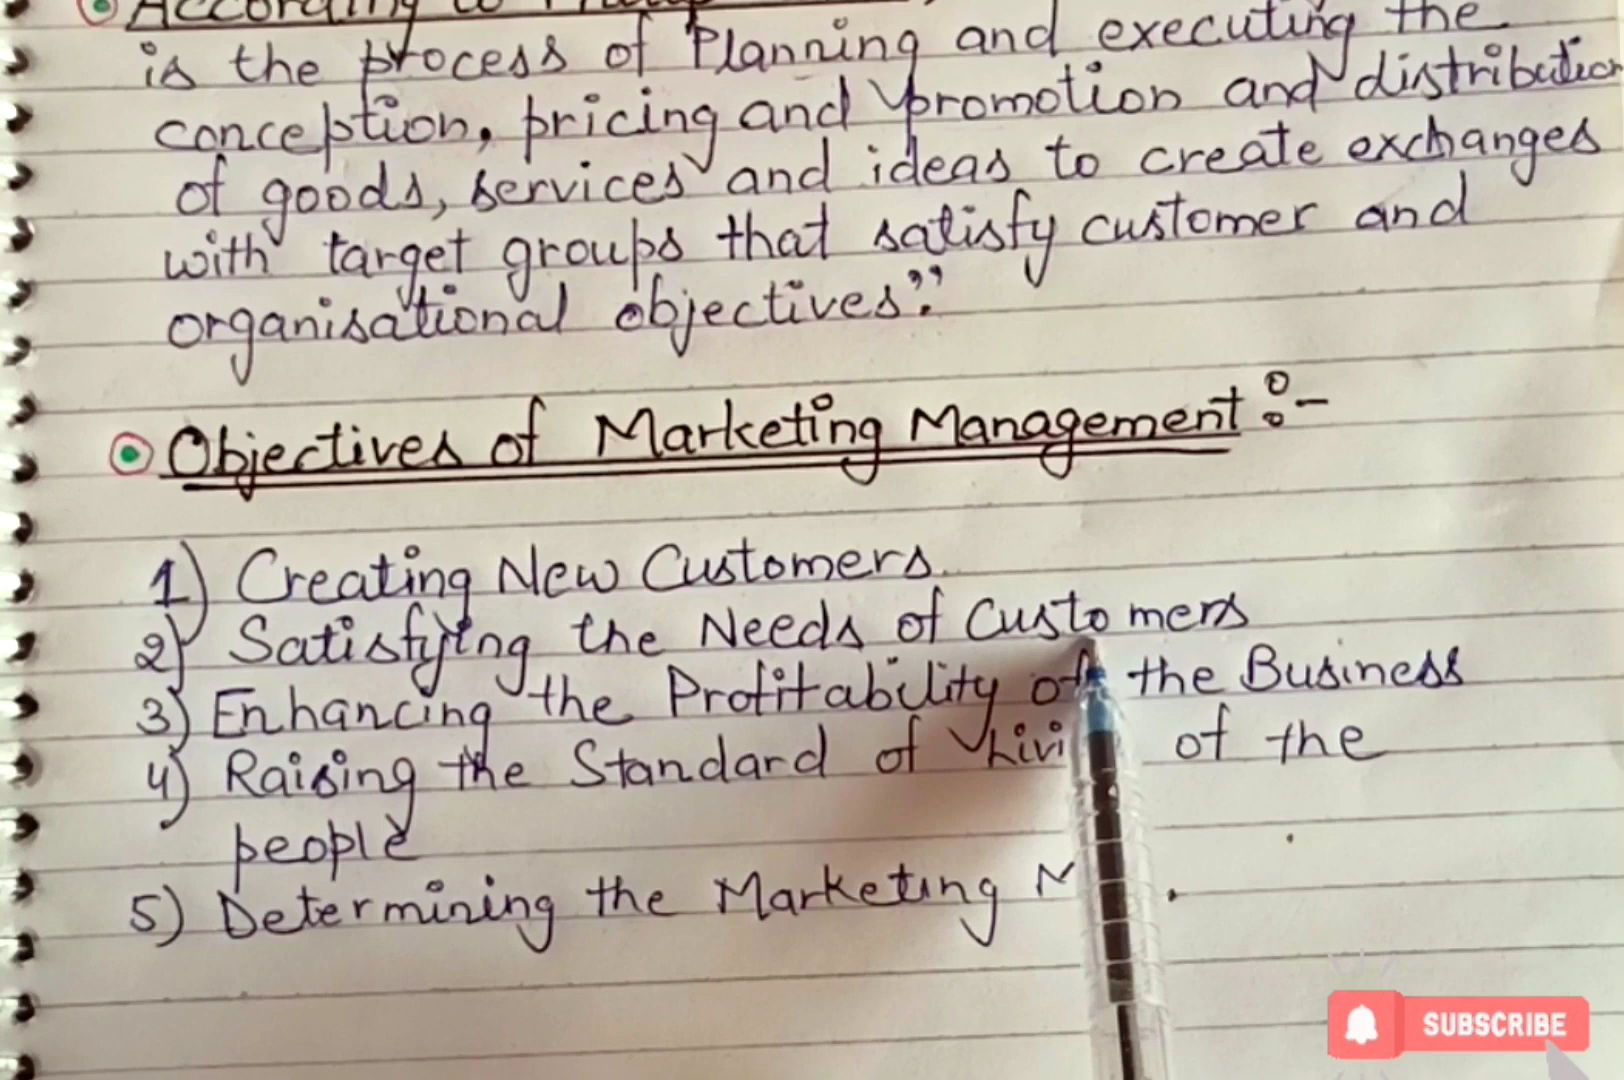 According to
is the process of Planning and executing the
conception, pricing and promotion and distribution
of goods, services and ideas to create exchanges
with target groups that satisfy customer and
organisational objectives".
Objectives of Marketing Management :-
1) Creating New Customers
2) Satisfying the Needs of Customers
3) Enhancing the Profitability of the Business
4) Raising the Standard of Livi of the
people
5) Determining the Marketing M
SUBSCRIBE